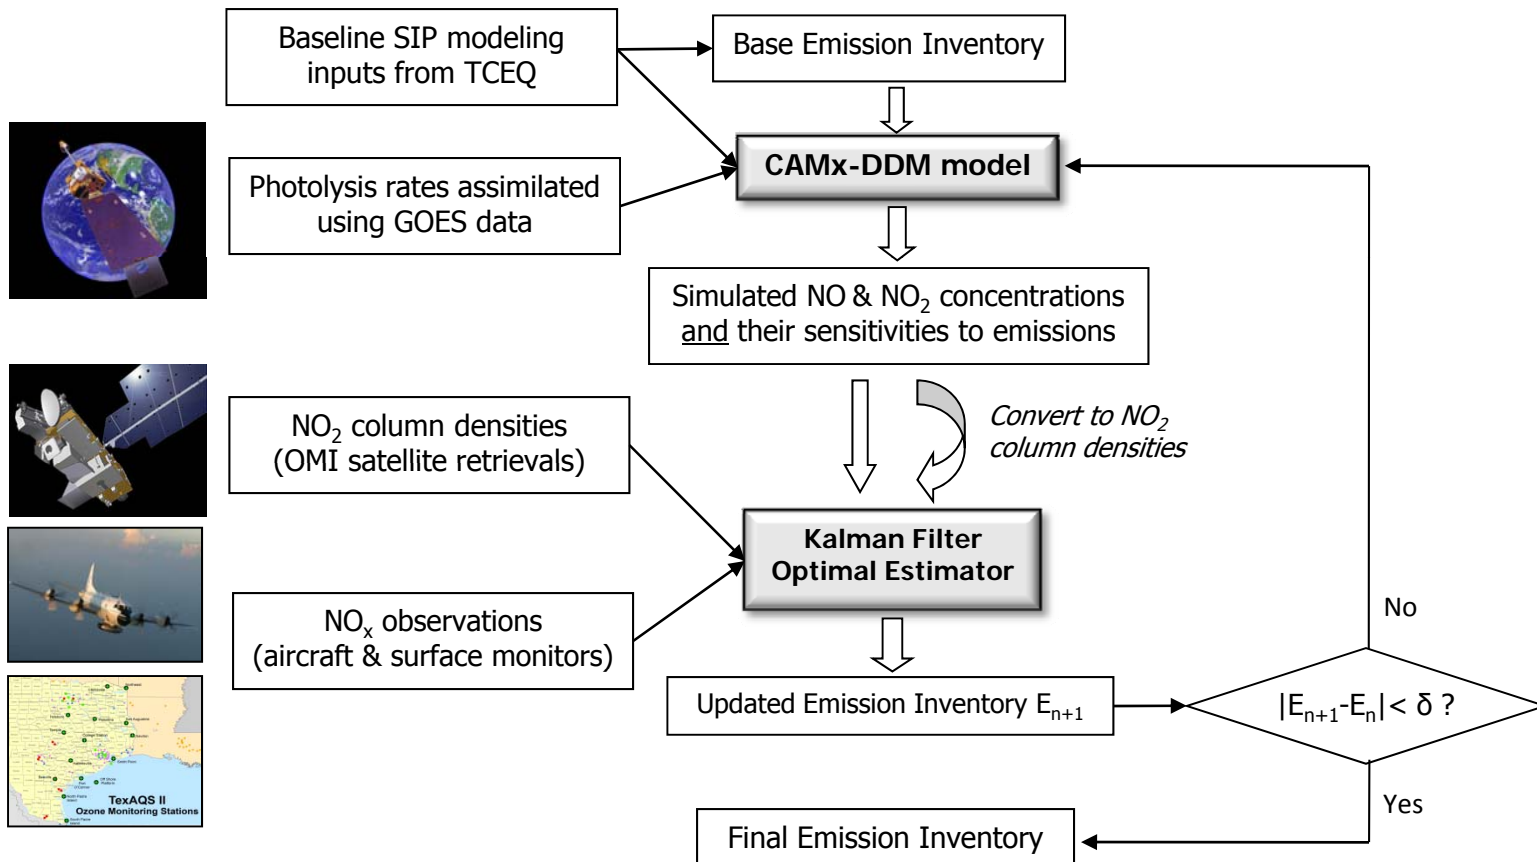 Baseline SIP modeling
inputs from TCEQ
Base Emission Inventory
CAMx-DDM model
Photolysis rates assimilated
using GOES data
Simulated NO & NO₂ concentrations
and their sensitivities to emissions
NO₂ column densities
(OMI satellite retrievals)
Convert to NO₂
column densities
Kalman Filter
Optimal Estimator
NOₓ observations
(aircraft & surface monitors)
No
Updated Emission Inventory Eₙ₊₁
|Eₙ₊₁-Eₙ|< δ ?
TexAQS II
Ozone Monitoring Stations
Yes
Final Emission Inventory